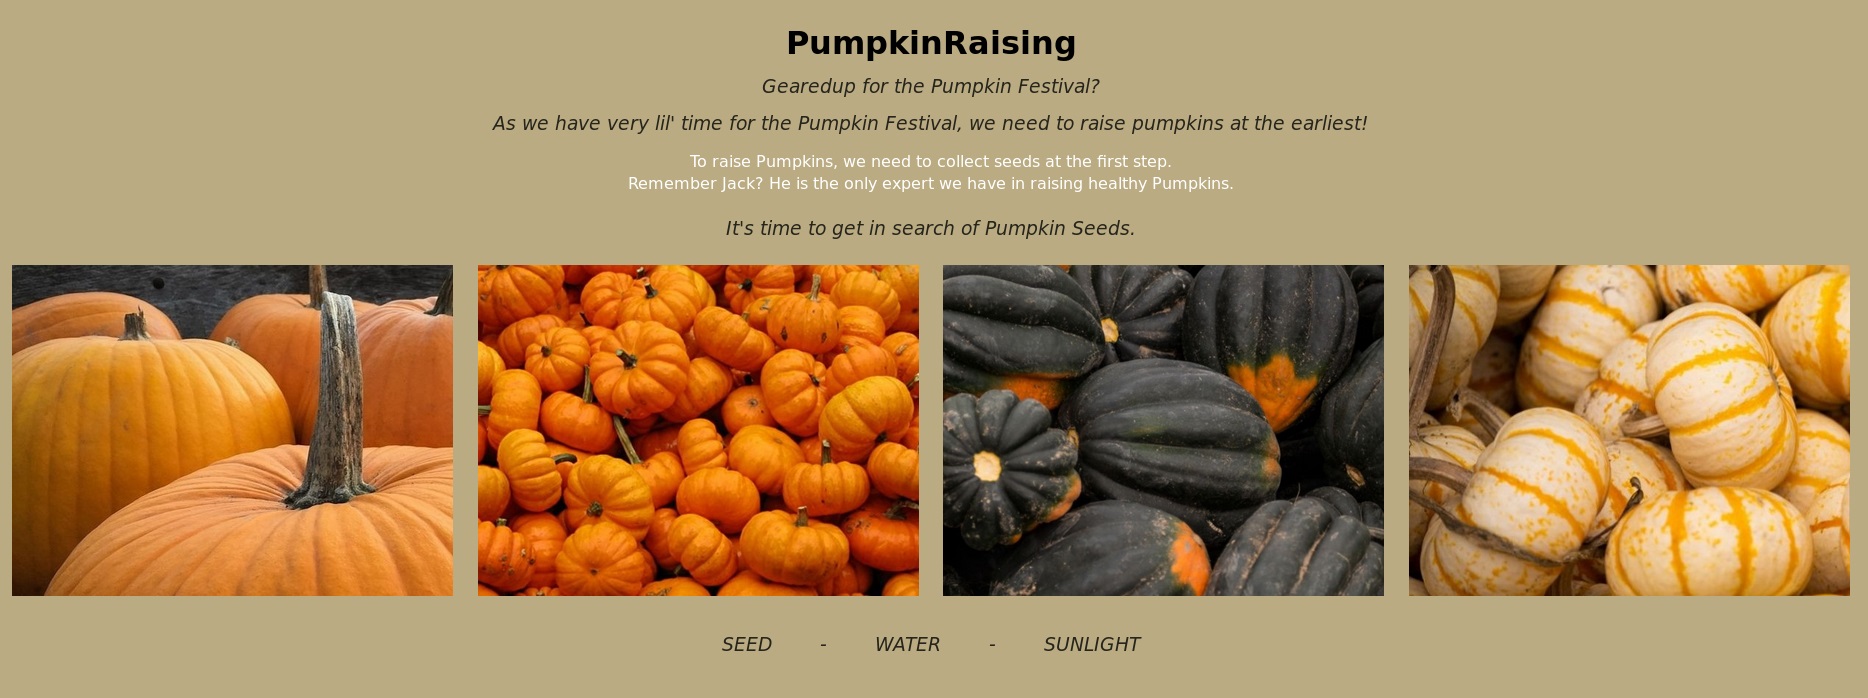 PumpkinRaising
Gearedup for the Pumpkin Festival?
As we have very lil' time for the Pumpkin Festival, we need to raise pumpkins at the earliest!
To raise Pumpkins, we need to collect seeds at the first step.
Remember Jack? He is the only expert we have in raising healthy Pumpkins.
It's time to get in search of Pumpkin Seeds.
SEED - WATER - SUNLIGHT